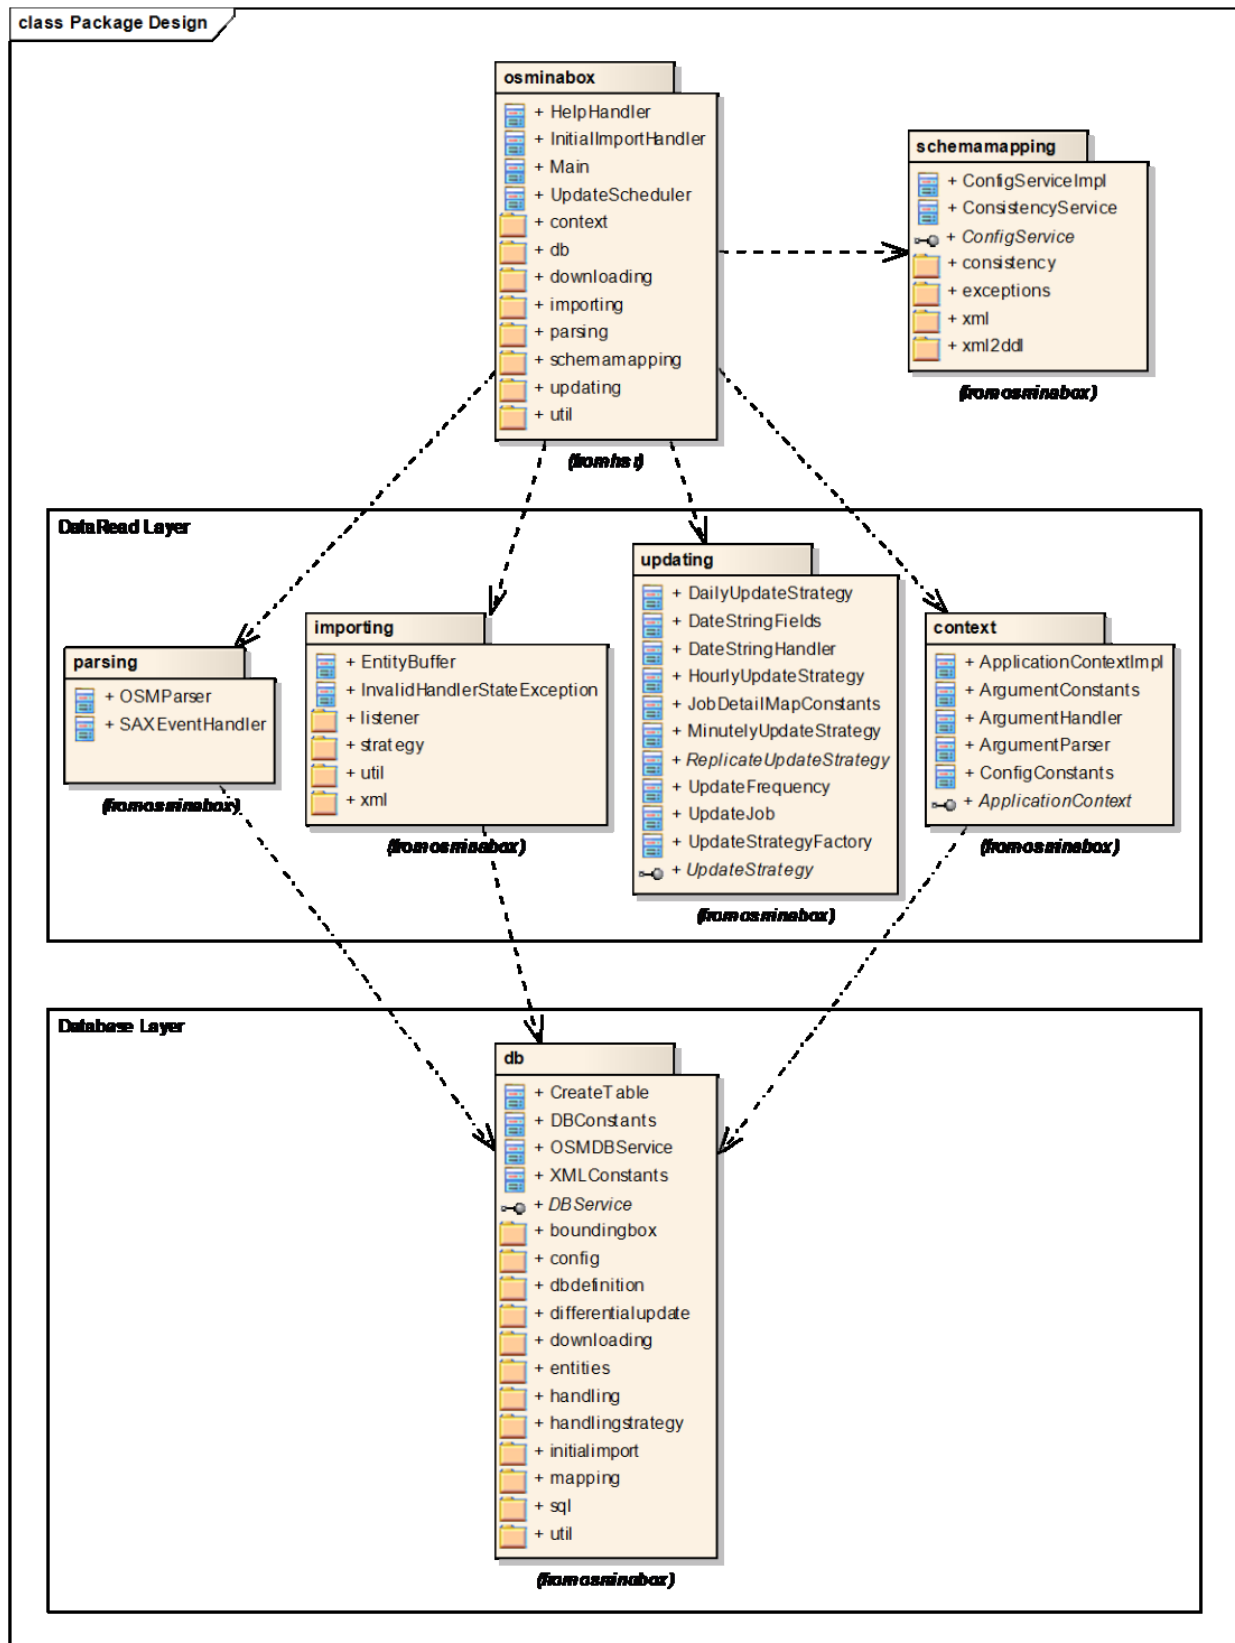 class Package Design
osminabox
+ HelpHandler
+ InitialImportHandler
+ Main
+ UpdateScheduler
+ context
+ db
+ downloading
+ importing
+ parsing
+ schemamapping
+ updating
+ util
(from hsr)
schemamapping
+ ConfigServiceImpl
+ ConsistencyService
+ ConfigService
+ consistency
+ exceptions
+ xml
+ xml2ddl
(from osminabox)
DataRead Layer
parsing
+ OSMParser
+ SAXEventHandler
(from osminabox)
importing
+ EntityBuffer
+ InvalidHandlerStateException
+ listener
+ strategy
+ util
+ xml
(from osminabox)
updating
+ DailyUpdateStrategy
+ DateStringFields
+ DateStringHandler
+ HourlyUpdateStrategy
+ JobDetailMapConstants
+ MinutelyUpdateStrategy
+ ReplicateUpdateStrategy
+ UpdateFrequency
+ UpdateJob
+ UpdateStrategyFactory
+ UpdateStrategy
(from osminabox)
context
+ ApplicationContextImpl
+ ArgumentConstants
+ ArgumentHandler
+ ArgumentParser
+ ConfigConstants
+ ApplicationContext
(from osminabox)
Database Layer
db
+ CreateTable
+ DBConstants
+ OSMDBService
+ XMLConstants
+ DBService
+ boundingbox
+ config
+ dbdefinition
+ differentialupdate
+ downloading
+ entities
+ handling
+ handlingstrategy
+ initialimport
+ mapping
+ sql
+ util
(from osminabox)